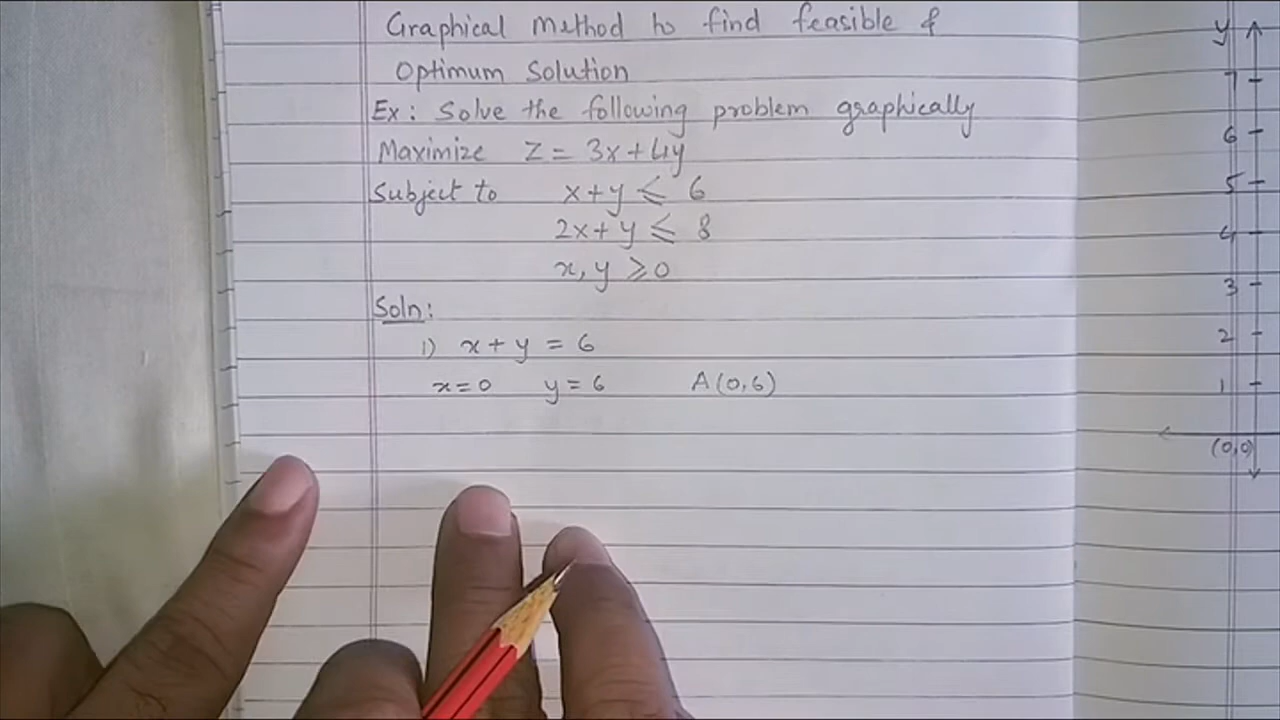 Graphical Method to find feasible &
Optimum Solution
Ex: Solve the following problem graphically
Maximize Z = 3x + 4y
Subject to x + y ⩽ 6
2x + y ⩽ 8
x, y ⩾ 0
Soln:
1) x + y = 6
x = 0 y = 6 A (0,6)
y
7
6
5
4
3
2
1
(0,0)